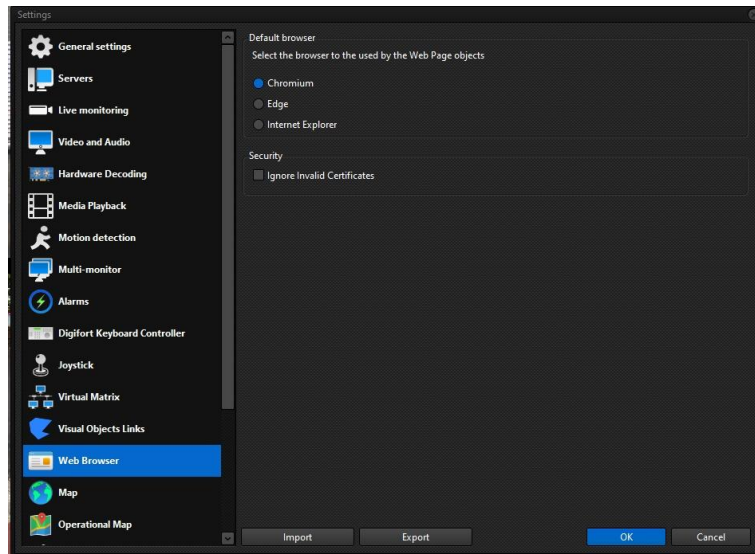 Settings
General settings
Servers
Live monitoring
Video and Audio
Hardware Decoding
Media Playback
Motion detection
Multi-monitor
Alarms
Digifort Keyboard Controller
Joystick
Virtual Matrix
Visual Objects Links
Web Browser
Map
Operational Map
Default browser
Select the browser to the used by the Web Page objects
Chromium
Edge
Internet Explorer
Security
Ignore Invalid Certificates
Import
Export
OK
Cancel